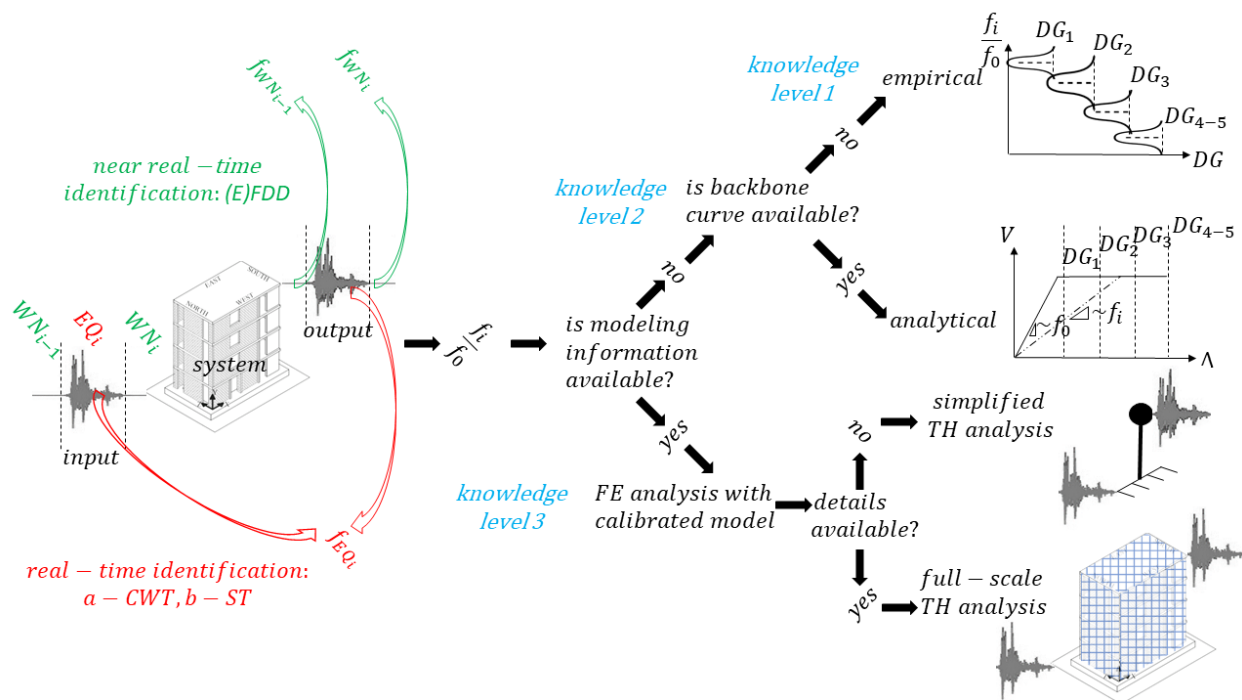 f_{WN_{i-1}}
f_{WN_i}
near real – time
identification: (E)FDD
WN_{i-1}
EQ_i
WN_i
input
EAST
SOUTH
NORTH
WEST
system
output
f_{EQ_i}
real – time identification:
a – CWT, b – ST
f_i
f_0
is modeling
information
available?
no
yes
knowledge
level 2
is backbone
curve available?
no
yes
knowledge
level 1
empirical
f_i
f_0
DG_1
DG_2
DG_3
DG_{4-5}
DG
analytical
V
DG_1
DG_2
DG_3
DG_{4-5}
~f_0
~f_i
Λ
knowledge
level 3
FE analysis with
calibrated model
details
available?
no
yes
simplified
TH analysis
full – scale
TH analysis